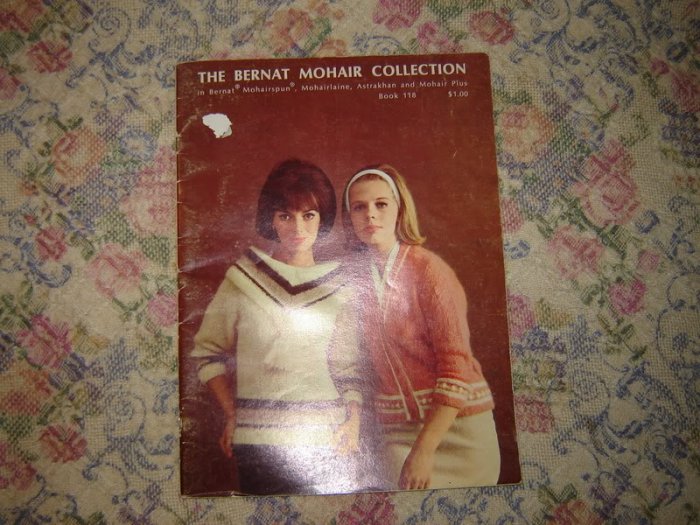 THE BERNAT MOHAIR COLLECTION
in Bernat® Mohairspun®, Mohairlaine, Astrakhan and Mohair Plus
Book 118 $1.00